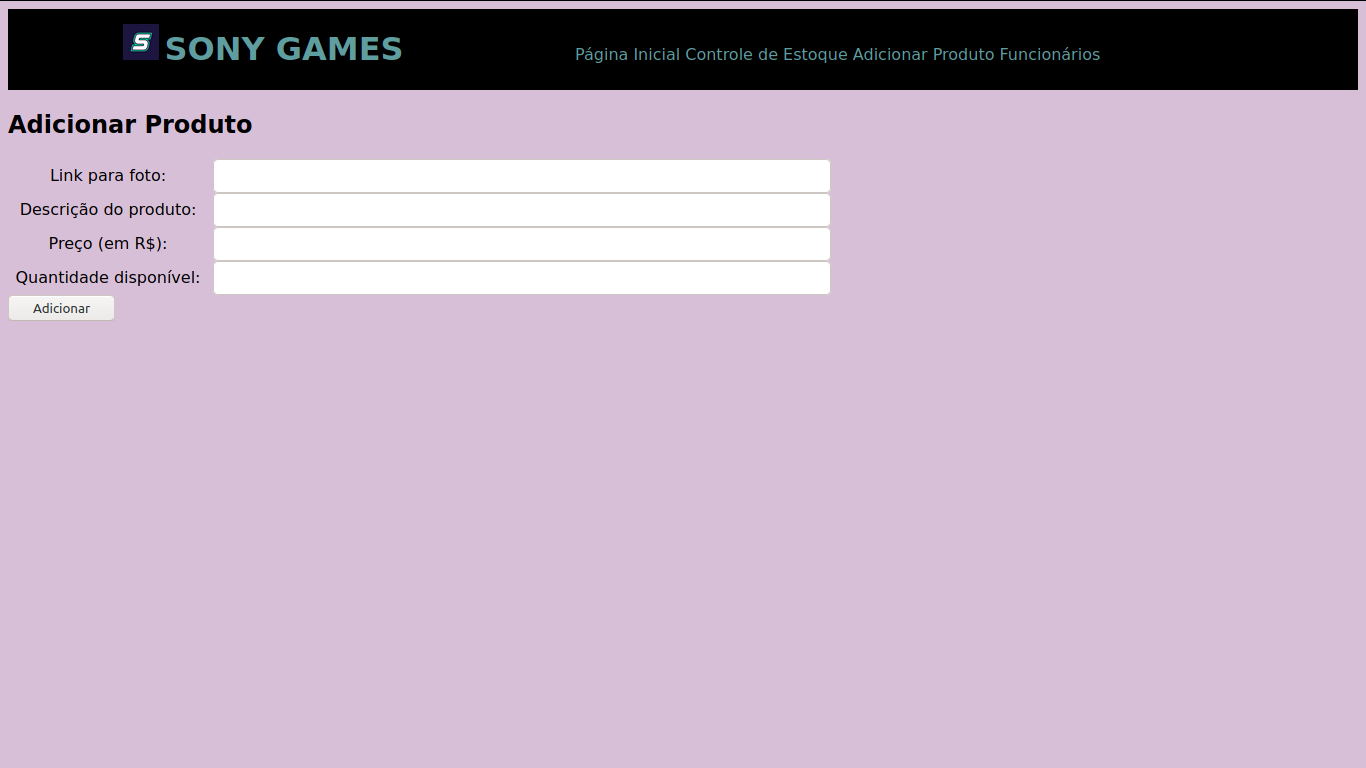 S SONY GAMES
Página Inicial Controle de Estoque Adicionar Produto Funcionários
Adicionar Produto
Link para foto:
Descrição do produto:
Preço (em R$):
Quantidade disponível:
Adicionar